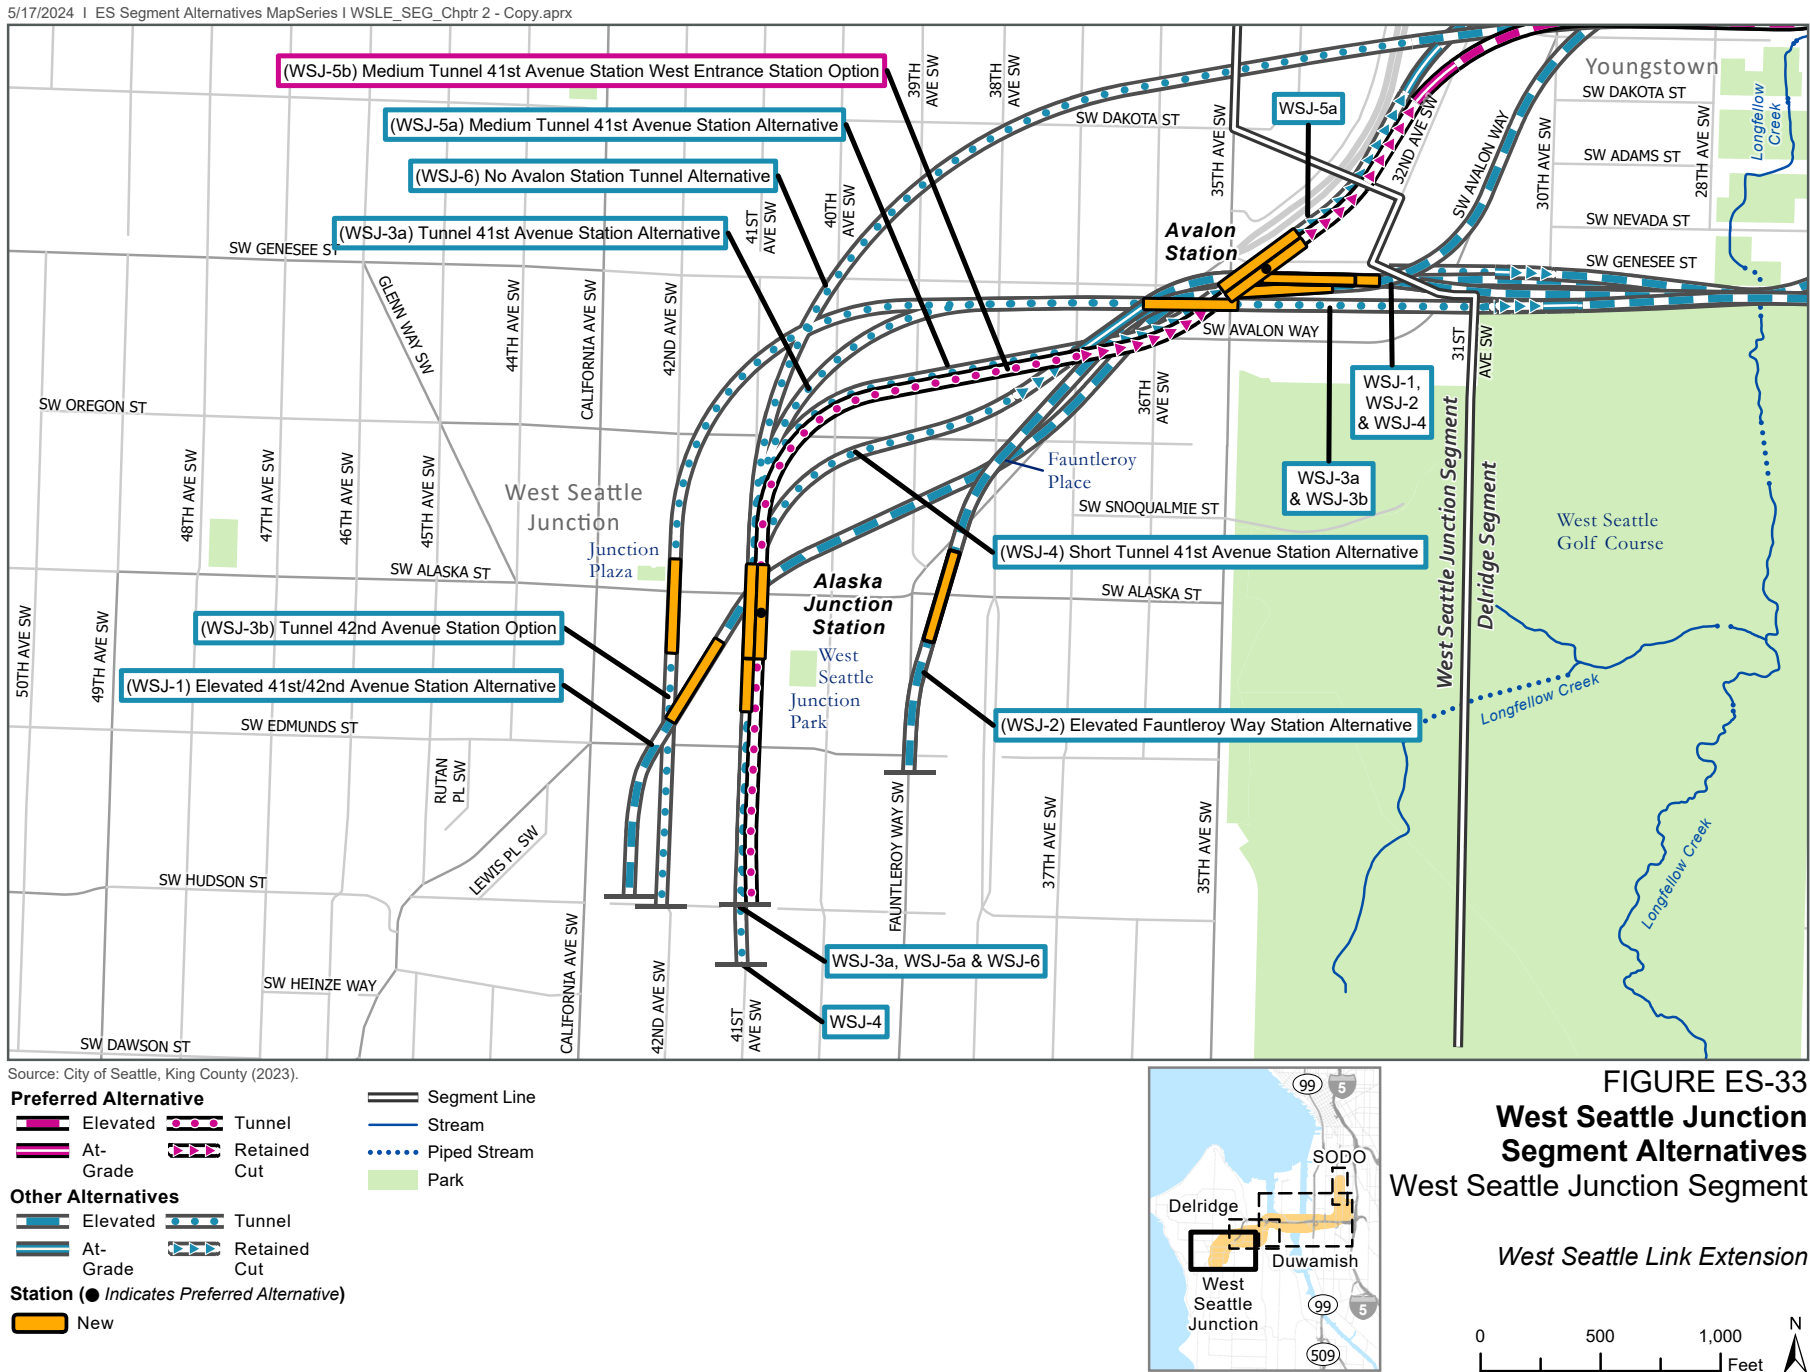 5/17/2024 I ES Segment Alternatives MapSeries I WSLE_SEG_Chptr 2 - Copy.aprx
(WSJ-5b) Medium Tunnel 41st Avenue Station West Entrance Station Option
(WSJ-5a) Medium Tunnel 41st Avenue Station Alternative
(WSJ-6) No Avalon Station Tunnel Alternative
(WSJ-3a) Tunnel 41st Avenue Station Alternative
39TH
AVE SW
38TH
AVE SW
SW DAKOTA ST
35TH AVE SW
WSJ-5a
32ND AVE SW
SW AVALON WAY
30TH AVE SW
Youngstown
SW DAKOTA ST
SW ADAMS ST
28TH AVE SW
Longfellow
Creek
SW NEVADA ST
SW GENESEE ST
41ST
AVE SW
40TH
AVE SW
Avalon
Station
SW GENESEE ST
GLENN WAY SW
44TH AVE SW
CALIFORNIA AVE SW
42ND AVE SW
SW AVALON WAY
31ST
AVE SW
36TH
AVE SW
WSJ-1,
WSJ-2
& WSJ-4
WSJ-3a
& WSJ-3b
SW OREGON ST
48TH AVE SW
47TH AVE SW
46TH AVE SW
45TH AVE SW
West Seattle
Junction
Junction
Plaza
Fauntleroy
Place
SW SNOQUALMIE ST
West Seattle Junction Segment
Delridge Segment
West Seattle
Golf Course
(WSJ-4) Short Tunnel 41st Avenue Station Alternative
SW ALASKA ST
Alaska
Junction
Station
SW ALASKA ST
50TH AVE SW
49TH AVE SW
(WSJ-3b) Tunnel 42nd Avenue Station Option
(WSJ-1) Elevated 41st/42nd Avenue Station Alternative
West
Seattle
Junction
Park
(WSJ-2) Elevated Fauntleroy Way Station Alternative
Longfellow Creek
SW EDMUNDS ST
RUTAN
PL SW
LEWIS PL SW
FAUNTLEROY WAY SW
37TH AVE SW
35TH AVE SW
Longfellow Creek
SW HUDSON ST
CALIFORNIA AVE SW
42ND AVE SW
41ST
AVE SW
WSJ-3a, WSJ-5a & WSJ-6
WSJ-4
SW HEINZE WAY
SW DAWSON ST
Source: City of Seattle, King County (2023).
Preferred Alternative
Elevated
Tunnel
At-
Grade
Retained
Cut
Other Alternatives
Elevated
Tunnel
At-
Grade
Retained
Cut
Station (● Indicates Preferred Alternative)
New
Segment Line
Stream
Piped Stream
Park
99
5
SODO
Delridge
Duwamish
West
Seattle
Junction
99
5
509
FIGURE ES-33
West Seattle Junction
Segment Alternatives
West Seattle Junction Segment
West Seattle Link Extension
0 500 1,000
Feet
N